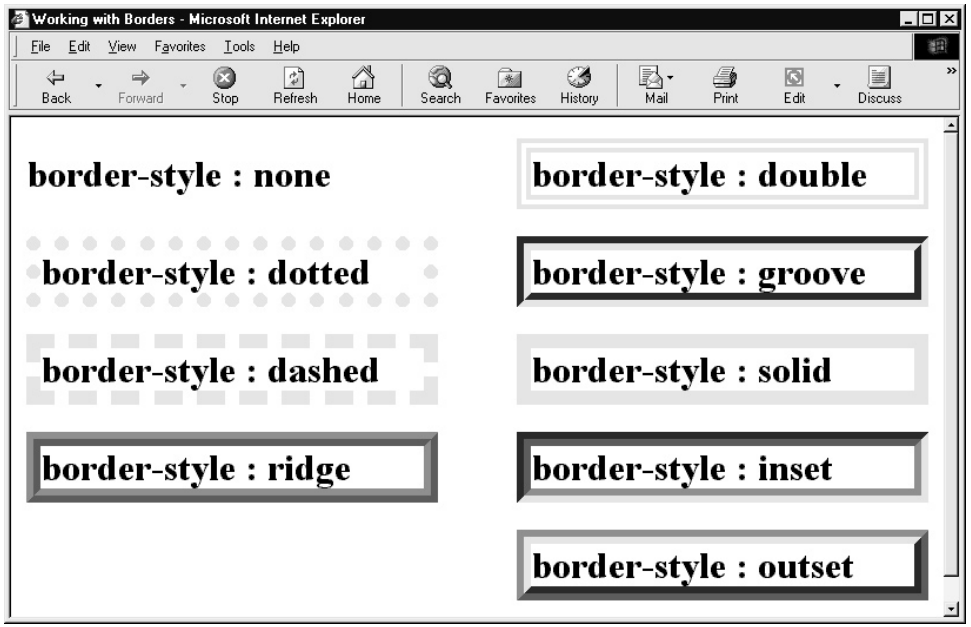 Working with Borders - Microsoft Internet Explorer
File Edit View Favorites Tools Help
Back Forward Stop Refresh Home Search Favorites History Mail Print Edit Discuss
border-style : none
border-style : dotted
border-style : dashed
border-style : ridge
border-style : double
border-style : groove
border-style : solid
border-style : inset
border-style : outset